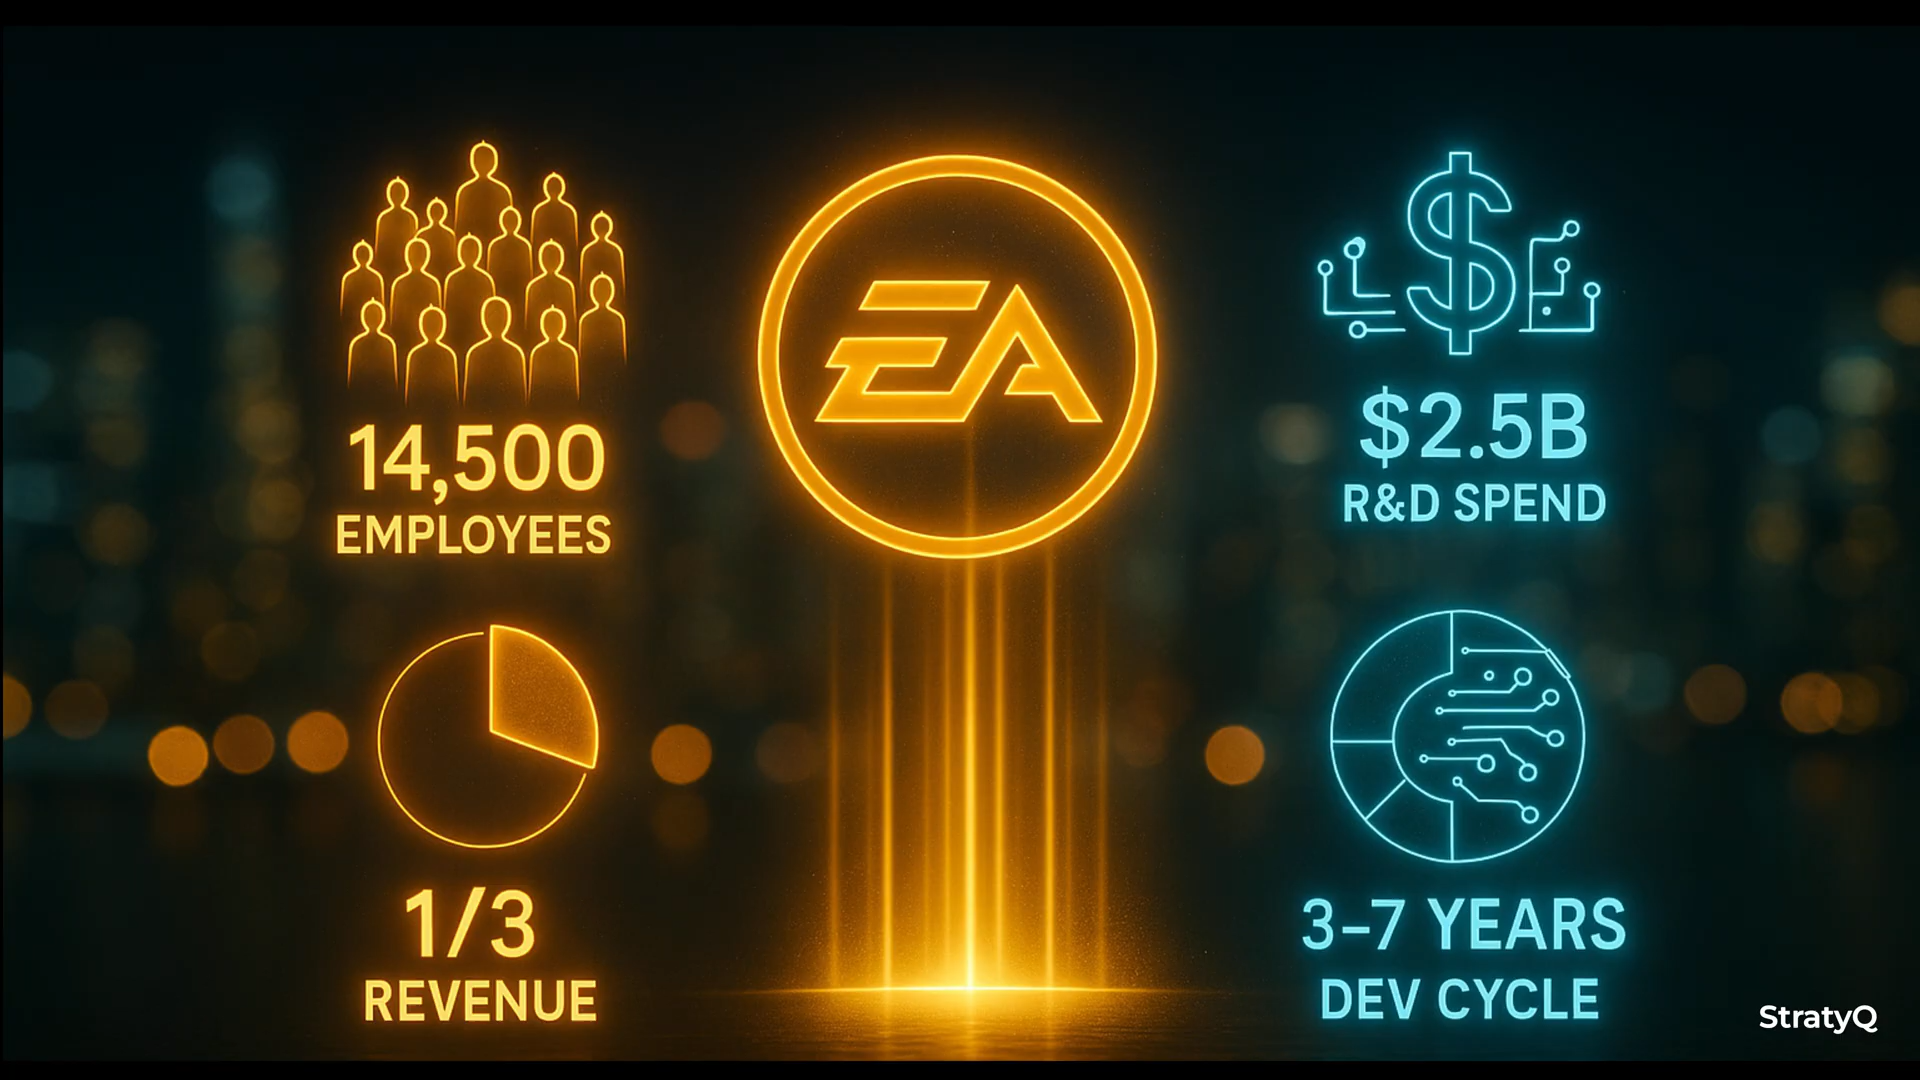 14,500
EMPLOYEES
1/3
REVENUE
EA
$2.5B
R&D SPEND
3–7 YEARS
DEV CYCLE
StratyQ